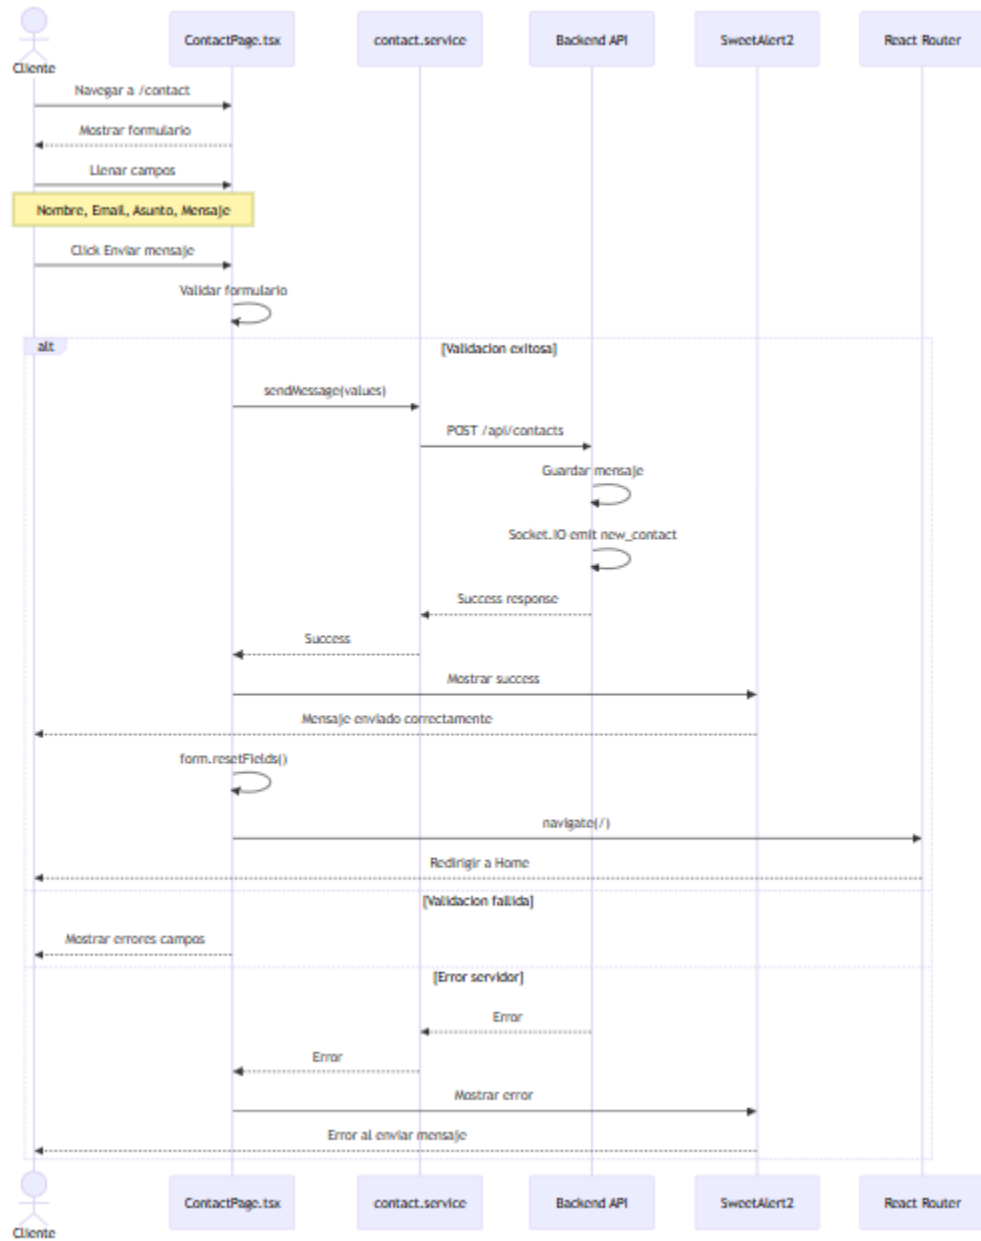 Cliente
ContactPage.tsx
contact.service
Backend API
SweetAlert2
React Router
Navegar a /contact
Mostrar formulario
Llenar campos
Nombre, Email, Asunto, Mensaje
Click Enviar mensaje
Validar formulario
alt
[Validacion exitosa]
sendMessage(values)
POST /api/contacts
Guardar mensaje
Socket.IO emit new_contact
Success response
Success
Mostrar success
Mensaje enviado correctamente
form.resetFields()
navigate(/)
Redirigir a Home
[Validacion fallida]
Mostrar errores campos
[Error servidor]
Error
Error
Mostrar error
Error al enviar mensaje
Cliente
ContactPage.tsx
contact.service
Backend API
SweetAlert2
React Router